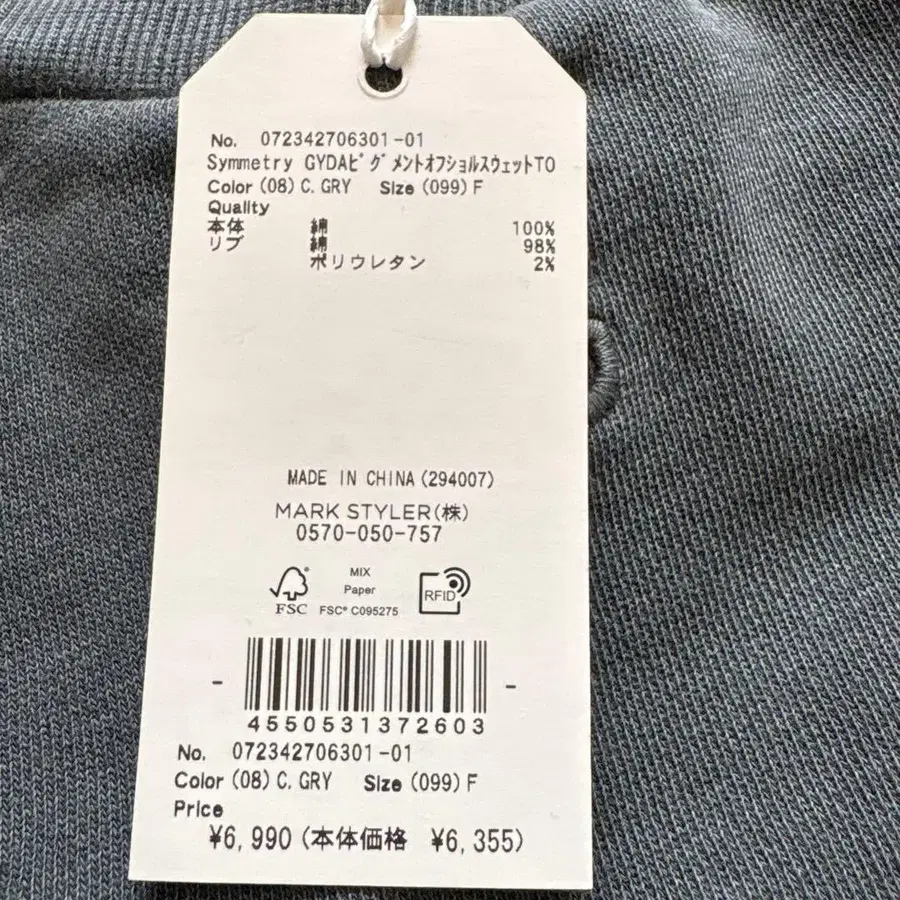 No. 072342706301-01
Symmetry GYDAﾋﾟｸﾞﾒﾝﾄｵﾌｼｮﾙｽｳｪｯﾄTO
Color (08) C. GRY Size (099) F
Quality
本体 綿 100%
リブ 綿 98%
ポリウレタン 2%
MADE IN CHINA (294007)
MARK STYLER(株)
0570-050-757
MIX
Paper
FSC FSC® C095275
RFID
- -
4550531372603
No. 072342706301-01
Color (08) C. GRY Size (099) F
Price
¥6,990 (本体価格 ¥6,355)